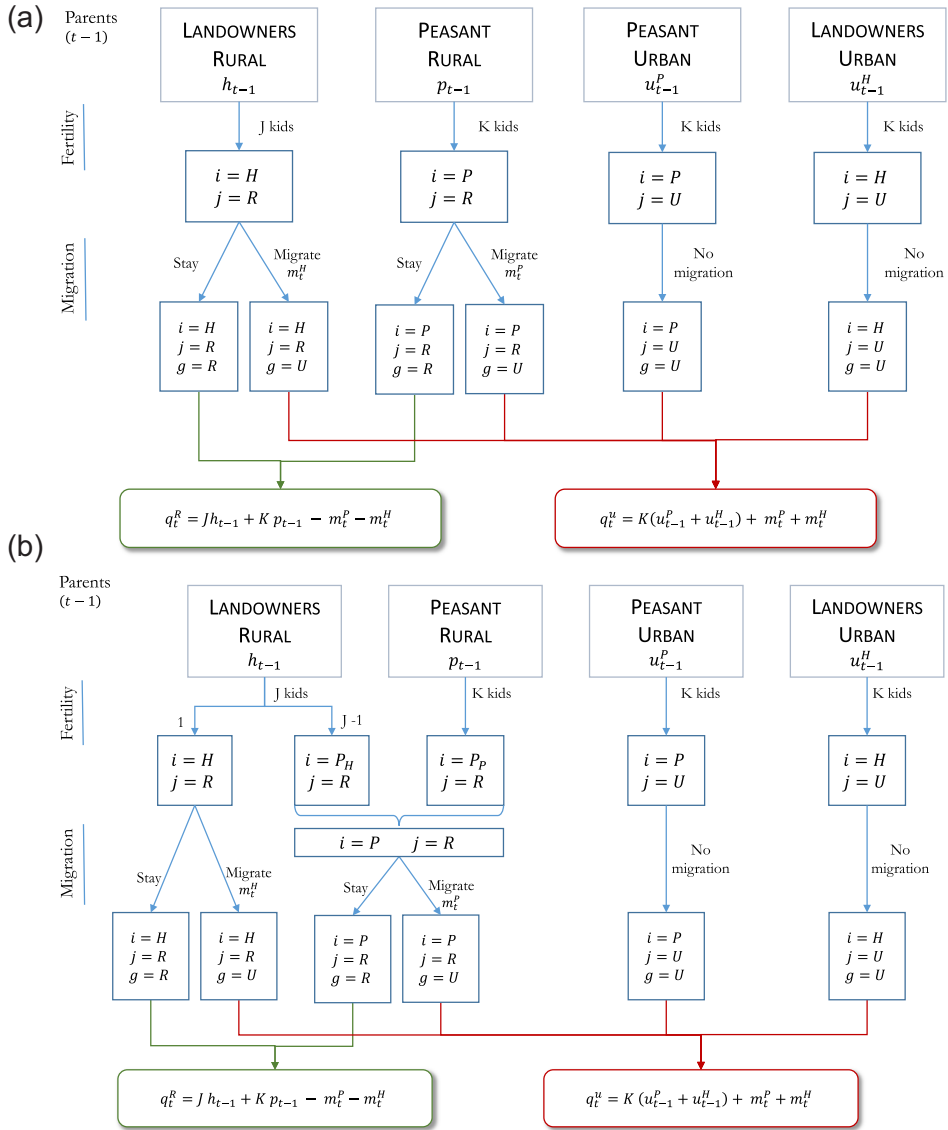 (a)
Parents
(t − 1)
LANDOWNERS
RURAL
h_{t−1}
PEASANT
RURAL
p_{t−1}
PEASANT
URBAN
u^P_{t−1}
LANDOWNERS
URBAN
u^H_{t−1}
Fertility
J kids
K kids
K kids
K kids
i = H
j = R
i = P
j = R
i = P
j = U
i = H
j = U
Migration
Stay
Migrate
m^H_t
Stay
Migrate
m^P_t
No
migration
No
migration
i = H
j = R
g = R
i = H
j = R
g = U
i = P
j = R
g = R
i = P
j = R
g = U
i = P
j = U
g = U
i = H
j = U
g = U
q^R_t = Jh_{t−1} + K p_{t−1} − m^P_t − m^H_t
q^u_t = K(u^P_{t−1} + u^H_{t−1}) + m^P_t + m^H_t
(b)
Parents
(t − 1)
LANDOWNERS
RURAL
h_{t−1}
PEASANT
RURAL
p_{t−1}
PEASANT
URBAN
u^P_{t−1}
LANDOWNERS
URBAN
u^H_{t−1}
Fertility
J kids
K kids
K kids
K kids
1
J -1
i = H
j = R
i = P_H
j = R
i = P_P
j = R
i = P
j = U
i = H
j = U
i = P j = R
Migration
Stay
Migrate
m^H_t
Stay
Migrate
m^P_t
No
migration
No
migration
i = H
j = R
g = R
i = H
j = R
g = U
i = P
j = R
g = R
i = P
j = R
g = U
i = P
j = U
g = U
i = H
j = U
g = U
q^R_t = J h_{t−1} + K p_{t−1} − m^P_t − m^H_t
q^u_t = K (u^P_{t−1} + u^H_{t−1}) + m^P_t + m^H_t